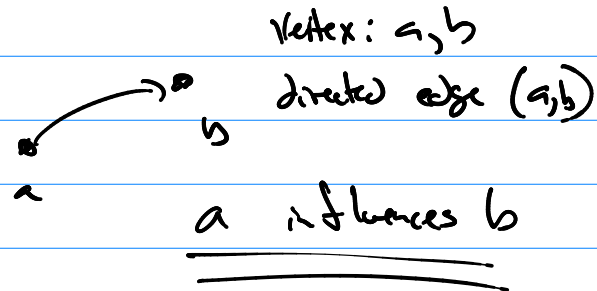 Vertex: a,b
directed edge (a,b)
b
a
a influences b